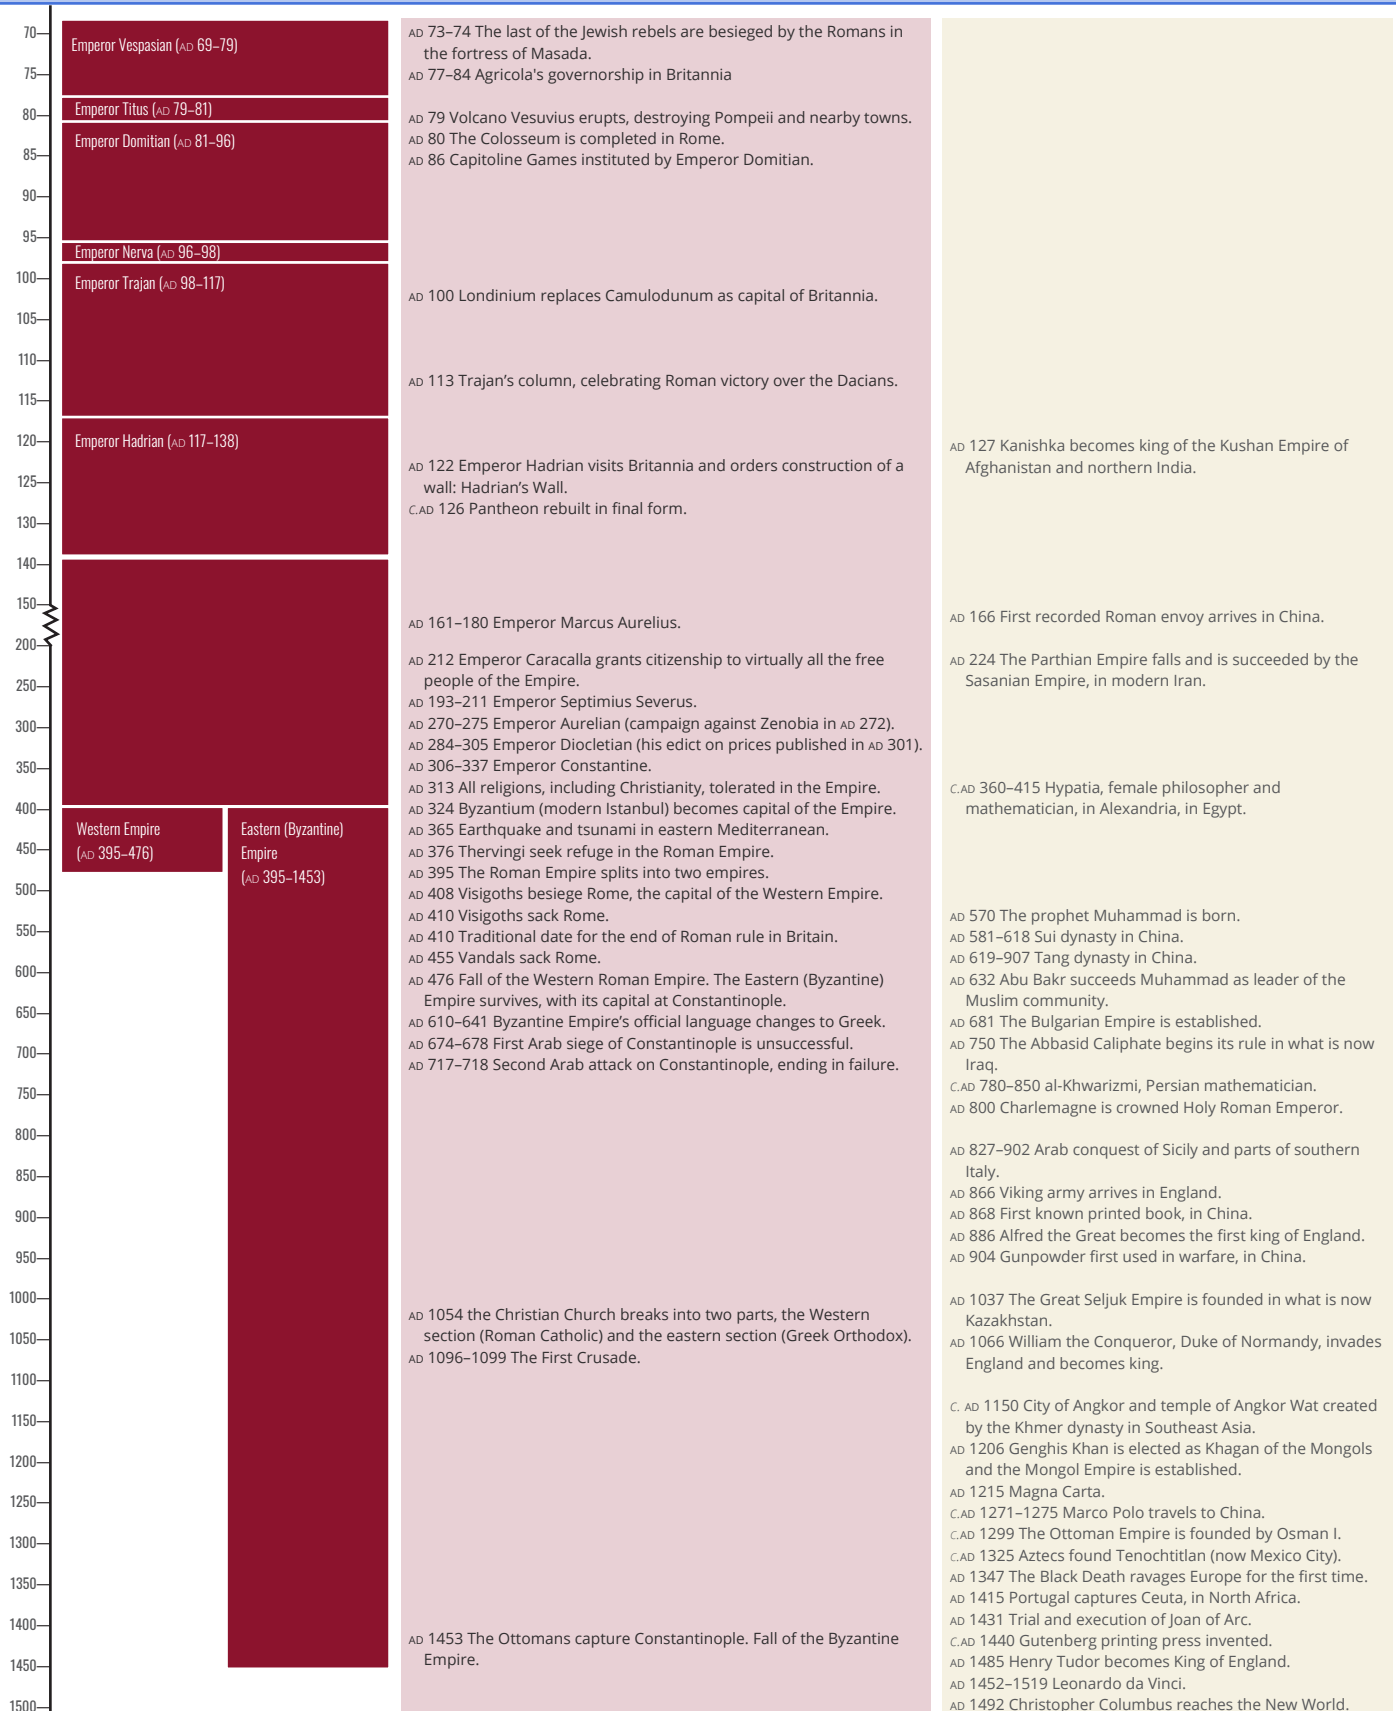 70
75
80
85
90
95
100
105
110
115
120
125
130
140
150
200
250
300
350
400
450
500
550
600
650
700
750
800
850
900
950
1000
1050
1100
1150
1200
1250
1300
1350
1400
1450
1500
Emperor Vespasian (AD 69–79)
Emperor Titus (AD 79–81)
Emperor Domitian (AD 81–96)
Emperor Nerva (AD 96–98)
Emperor Trajan (AD 98–117)
Emperor Hadrian (AD 117–138)
Western Empire
(AD 395–476)
Eastern (Byzantine)
Empire
(AD 395–1453)
AD 73–74 The last of the Jewish rebels are besieged by the Romans in
the fortress of Masada.
AD 77–84 Agricola's governorship in Britannia
AD 79 Volcano Vesuvius erupts, destroying Pompeii and nearby towns.
AD 80 The Colosseum is completed in Rome.
AD 86 Capitoline Games instituted by Emperor Domitian.
AD 100 Londinium replaces Camulodunum as capital of Britannia.
AD 113 Trajan’s column, celebrating Roman victory over the Dacians.
AD 122 Emperor Hadrian visits Britannia and orders construction of a
wall: Hadrian’s Wall.
C.AD 126 Pantheon rebuilt in final form.
AD 161–180 Emperor Marcus Aurelius.
AD 212 Emperor Caracalla grants citizenship to virtually all the free
people of the Empire.
AD 193–211 Emperor Septimius Severus.
AD 270–275 Emperor Aurelian (campaign against Zenobia in AD 272).
AD 284–305 Emperor Diocletian (his edict on prices published in AD 301).
AD 306–337 Emperor Constantine.
AD 313 All religions, including Christianity, tolerated in the Empire.
AD 324 Byzantium (modern Istanbul) becomes capital of the Empire.
AD 365 Earthquake and tsunami in eastern Mediterranean.
AD 376 Thervingi seek refuge in the Roman Empire.
AD 395 The Roman Empire splits into two empires.
AD 408 Visigoths besiege Rome, the capital of the Western Empire.
AD 410 Visigoths sack Rome.
AD 410 Traditional date for the end of Roman rule in Britain.
AD 455 Vandals sack Rome.
AD 476 Fall of the Western Roman Empire. The Eastern (Byzantine)
Empire survives, with its capital at Constantinople.
AD 610–641 Byzantine Empire’s official language changes to Greek.
AD 674–678 First Arab siege of Constantinople is unsuccessful.
AD 717–718 Second Arab attack on Constantinople, ending in failure.
AD 1054 the Christian Church breaks into two parts, the Western
section (Roman Catholic) and the eastern section (Greek Orthodox).
AD 1096–1099 The First Crusade.
AD 1453 The Ottomans capture Constantinople. Fall of the Byzantine
Empire.
AD 127 Kanishka becomes king of the Kushan Empire of
Afghanistan and northern India.
AD 166 First recorded Roman envoy arrives in China.
AD 224 The Parthian Empire falls and is succeeded by the
Sasanian Empire, in modern Iran.
C.AD 360–415 Hypatia, female philosopher and
mathematician, in Alexandria, in Egypt.
AD 570 The prophet Muhammad is born.
AD 581–618 Sui dynasty in China.
AD 619–907 Tang dynasty in China.
AD 632 Abu Bakr succeeds Muhammad as leader of the
Muslim community.
AD 681 The Bulgarian Empire is established.
AD 750 The Abbasid Caliphate begins its rule in what is now
Iraq.
C.AD 780–850 al-Khwarizmi, Persian mathematician.
AD 800 Charlemagne is crowned Holy Roman Emperor.
AD 827–902 Arab conquest of Sicily and parts of southern
Italy.
AD 866 Viking army arrives in England.
AD 868 First known printed book, in China.
AD 886 Alfred the Great becomes the first king of England.
AD 904 Gunpowder first used in warfare, in China.
AD 1037 The Great Seljuk Empire is founded in what is now
Kazakhstan.
AD 1066 William the Conqueror, Duke of Normandy, invades
England and becomes king.
C. AD 1150 City of Angkor and temple of Angkor Wat created
by the Khmer dynasty in Southeast Asia.
AD 1206 Genghis Khan is elected as Khagan of the Mongols
and the Mongol Empire is established.
AD 1215 Magna Carta.
C.AD 1271–1275 Marco Polo travels to China.
C.AD 1299 The Ottoman Empire is founded by Osman I.
C.AD 1325 Aztecs found Tenochtitlan (now Mexico City).
AD 1347 The Black Death ravages Europe for the first time.
AD 1415 Portugal captures Ceuta, in North Africa.
AD 1431 Trial and execution of Joan of Arc.
C.AD 1440 Gutenberg printing press invented.
AD 1485 Henry Tudor becomes King of England.
AD 1452–1519 Leonardo da Vinci.
AD 1492 Christopher Columbus reaches the New World.